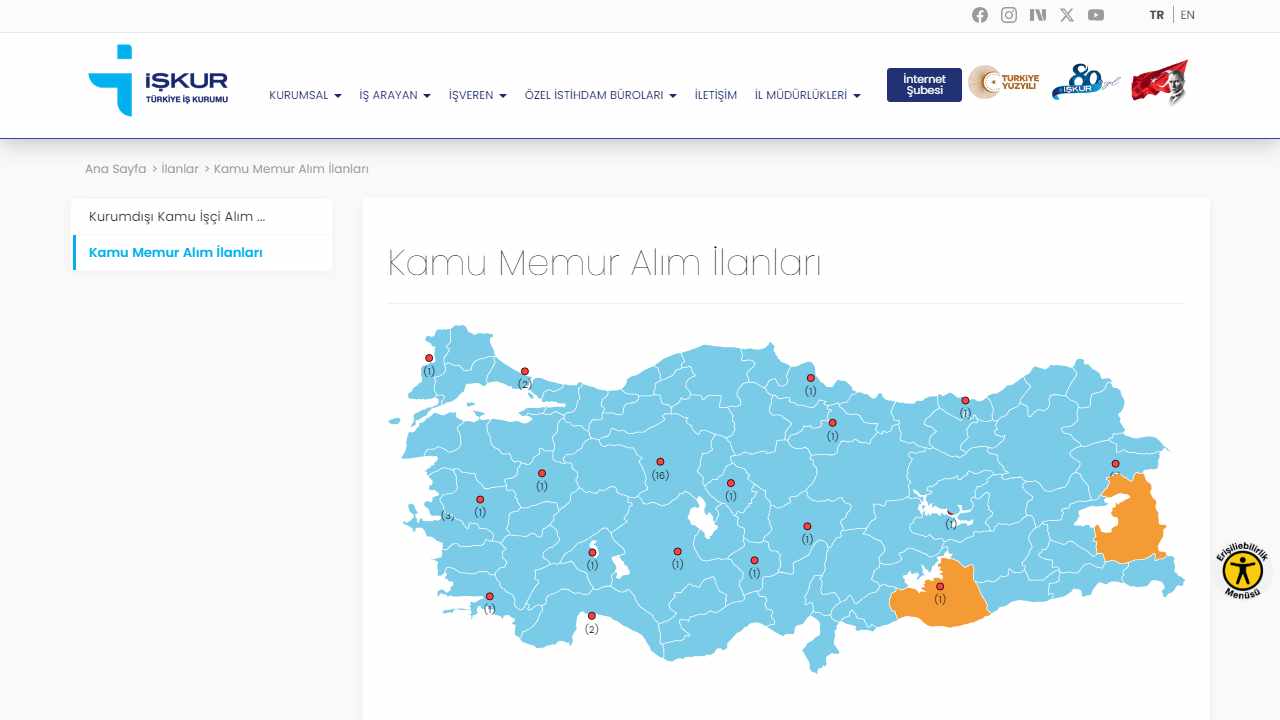 TR
EN
İŞKUR
TÜRKİYE İŞ KURUMU
KURUMSAL
İŞ ARAYAN
İŞVEREN
ÖZEL İSTİHDAM BÜROLARI
İLETİŞİM
İL MÜDÜRLÜKLERİ
İnternet
Şubesi
TÜRKİYE
YÜZYILI
80
İŞKUR
Ana Sayfa > İlanlar > Kamu Memur Alım İlanları
Kurumdışı Kamu İşçi Alım ...
Kamu Memur Alım İlanları
Kamu Memur Alım İlanları
(1)
(2)
(1)
(1)
(1)
(16)
(1)
(1)
(1)
(3)
(1)
(1)
(1)
(1)
(1)
(1)
(1)
(2)
Erişilebilirlik
Menüsü